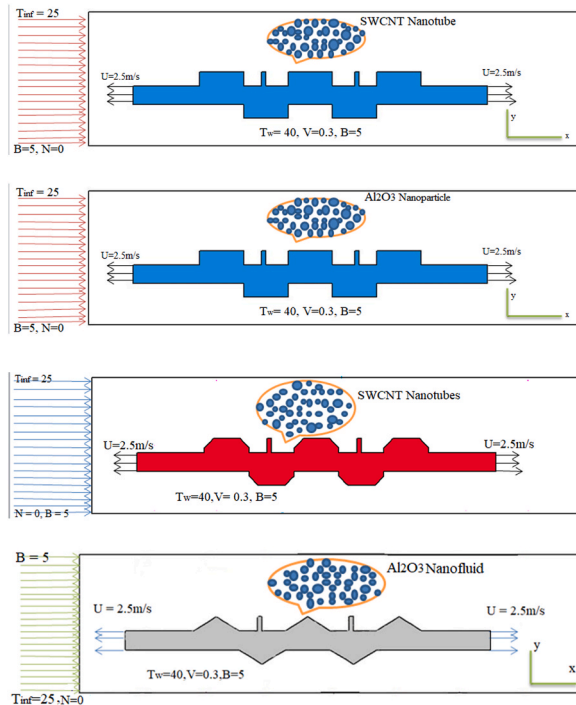 Tinf = 25
SWCNT Nanotube
U=2.5m/s
U=2.5m/s
Tw= 40, V=0.3, B=5
y
x
B=5, N=0
Tinf = 25
Al2O3 Nanoparticle
U=2.5m/s
U=2.5m/s
Tw= 40, V=0.3, B=5
y
x
B=5, N=0
Tinf = 25
SWCNT Nanotubes
U=2.5m/s
U=2.5m/s
Tw=40,V= 0.3, B=5
N = 0, B = 5
B = 5
Al2O3 Nanofluid
U = 2.5m/s
U = 2.5m/s
y
x
Tw=40,V=0.3,B=5
Tinf=25 ,N=0